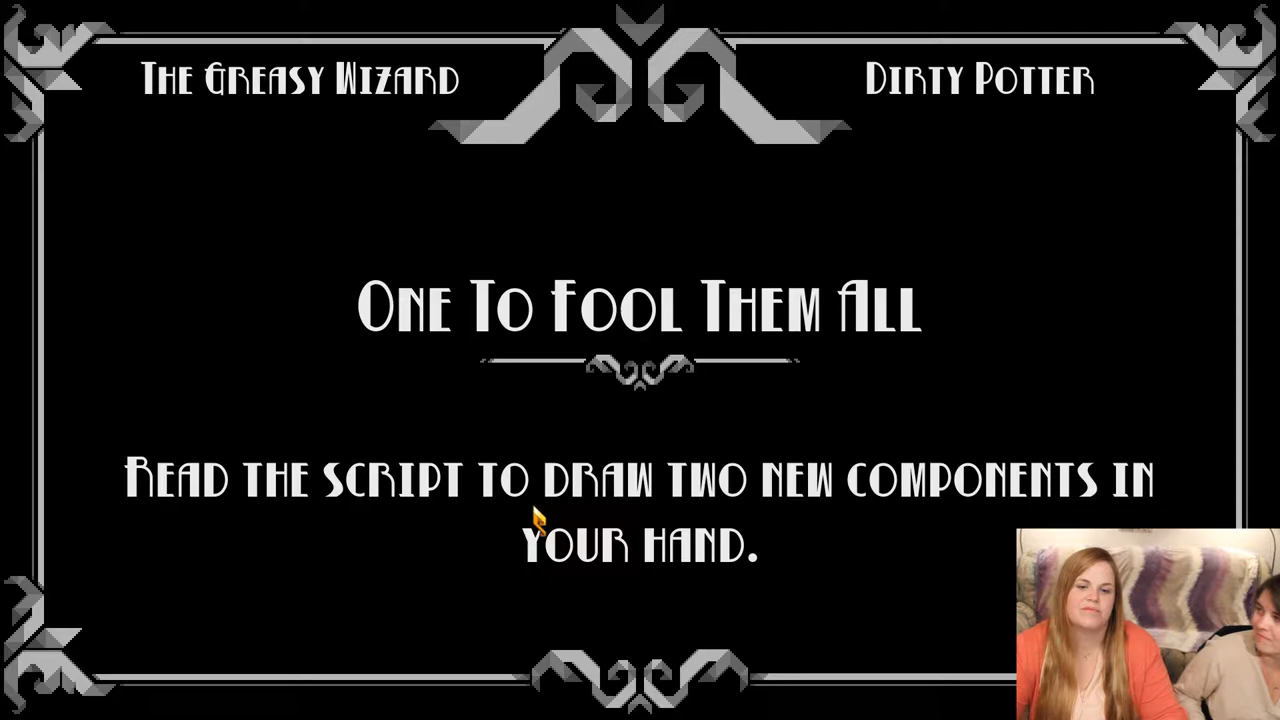 The Greasy Wizard
Dirty Potter
One To Fool Them All
Read the script to draw two new components in
your hand.